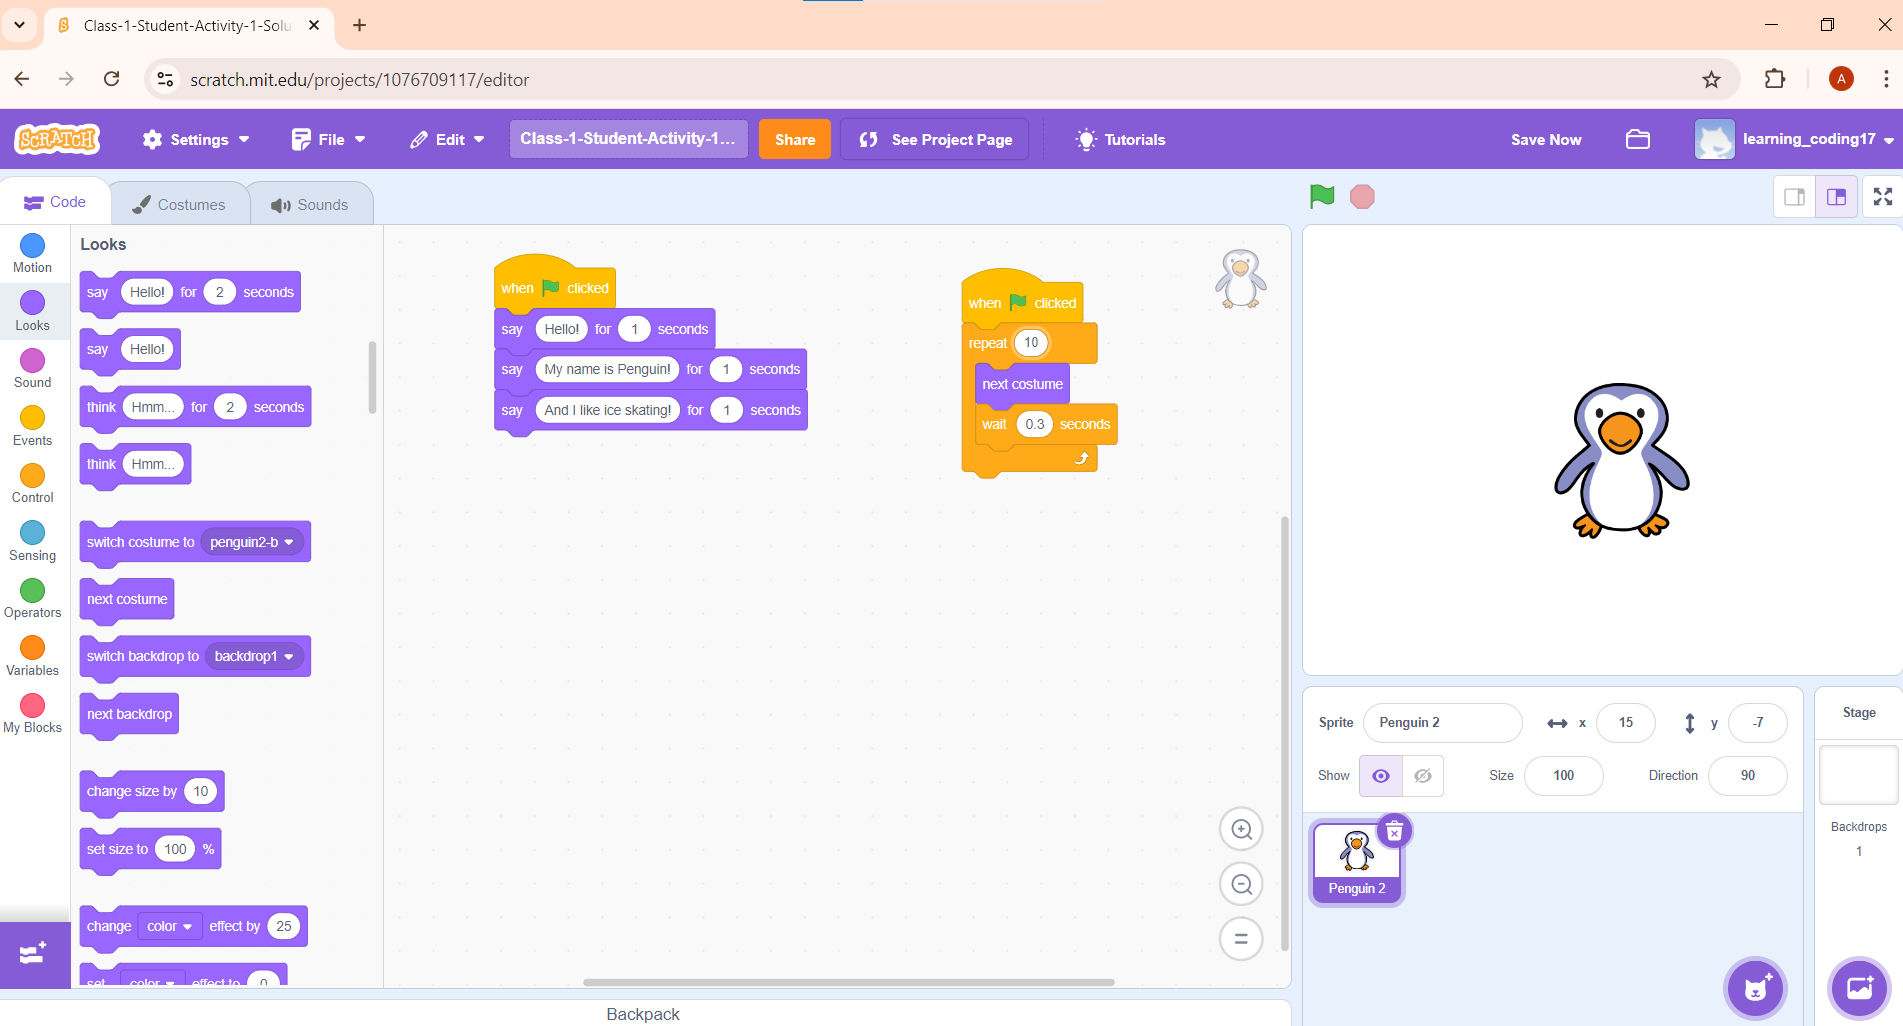 Class-1-Student-Activity-1-Solu
scratch.mit.edu/projects/1076709117/editor
A
SCRATCH
Settings
File
Edit
Class-1-Student-Activity-1...
Share
See Project Page
Tutorials
Save Now
learning_coding17
Code
Costumes
Sounds
Motion
Looks
Sound
Events
Control
Sensing
Operators
Variables
My Blocks
Looks
say Hello! for 2 seconds
say Hello!
think Hmm... for 2 seconds
think Hmm...
switch costume to penguin2-b
next costume
switch backdrop to backdrop1
next backdrop
change size by 10
set size to 100 %
change color effect by 25
set color effect to 0
when clicked
say Hello! for 1 seconds
say My name is Penguin! for 1 seconds
say And I like ice skating! for 1 seconds
when clicked
repeat 10
next costume
wait 0.3 seconds
Sprite Penguin 2 x 15 y -7
Show Size 100 Direction 90
Penguin 2
Stage
Backdrops
1
Backpack